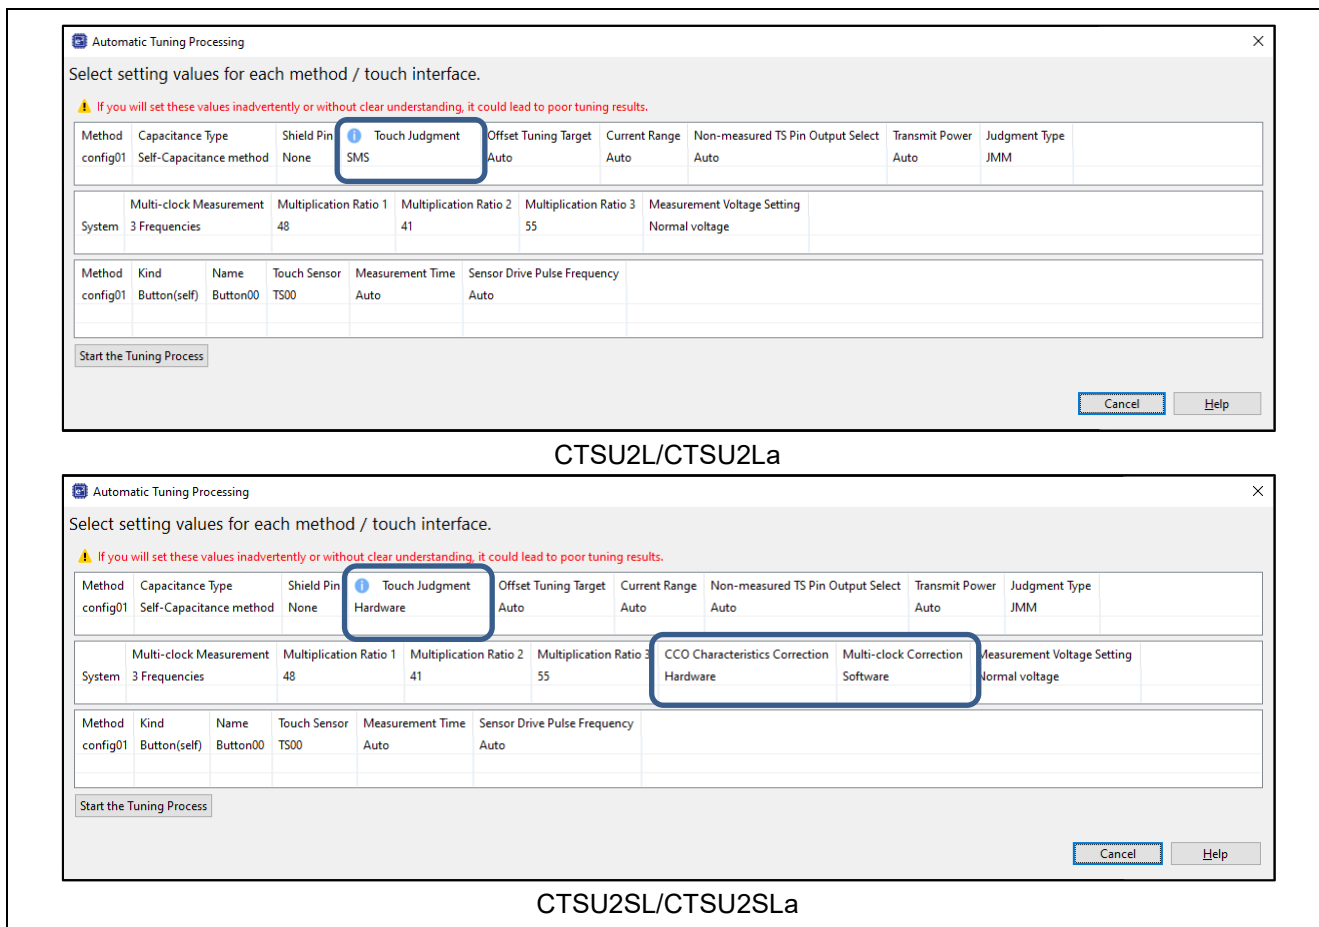 Automatic Tuning Processing
Select setting values for each method / touch interface.
If you will set these values inadvertently or without clear understanding, it could lead to poor tuning results.
Method Capacitance Type Shield Pin Touch Judgment Offset Tuning Target Current Range Non-measured TS Pin Output Select Transmit Power Judgment Type
config01 Self-Capacitance method None SMS Auto Auto Auto Auto JMM
Multi-clock Measurement Multiplication Ratio 1 Multiplication Ratio 2 Multiplication Ratio 3 Measurement Voltage Setting
System 3 Frequencies 48 41 55 Normal voltage
Method Kind Name Touch Sensor Measurement Time Sensor Drive Pulse Frequency
config01 Button(self) Button00 TS00 Auto Auto
Start the Tuning Process
Cancel Help
CTSU2L/CTSU2La
Automatic Tuning Processing
Select setting values for each method / touch interface.
If you will set these values inadvertently or without clear understanding, it could lead to poor tuning results.
Method Capacitance Type Shield Pin Touch Judgment Offset Tuning Target Current Range Non-measured TS Pin Output Select Transmit Power Judgment Type
config01 Self-Capacitance method None Hardware Auto Auto Auto Auto JMM
Multi-clock Measurement Multiplication Ratio 1 Multiplication Ratio 2 Multiplication Ratio 3 CCO Characteristics Correction Multi-clock Correction Measurement Voltage Setting
System 3 Frequencies 48 41 55 Hardware Software Normal voltage
Method Kind Name Touch Sensor Measurement Time Sensor Drive Pulse Frequency
config01 Button(self) Button00 TS00 Auto Auto
Start the Tuning Process
Cancel Help
CTSU2SL/CTSU2SLa